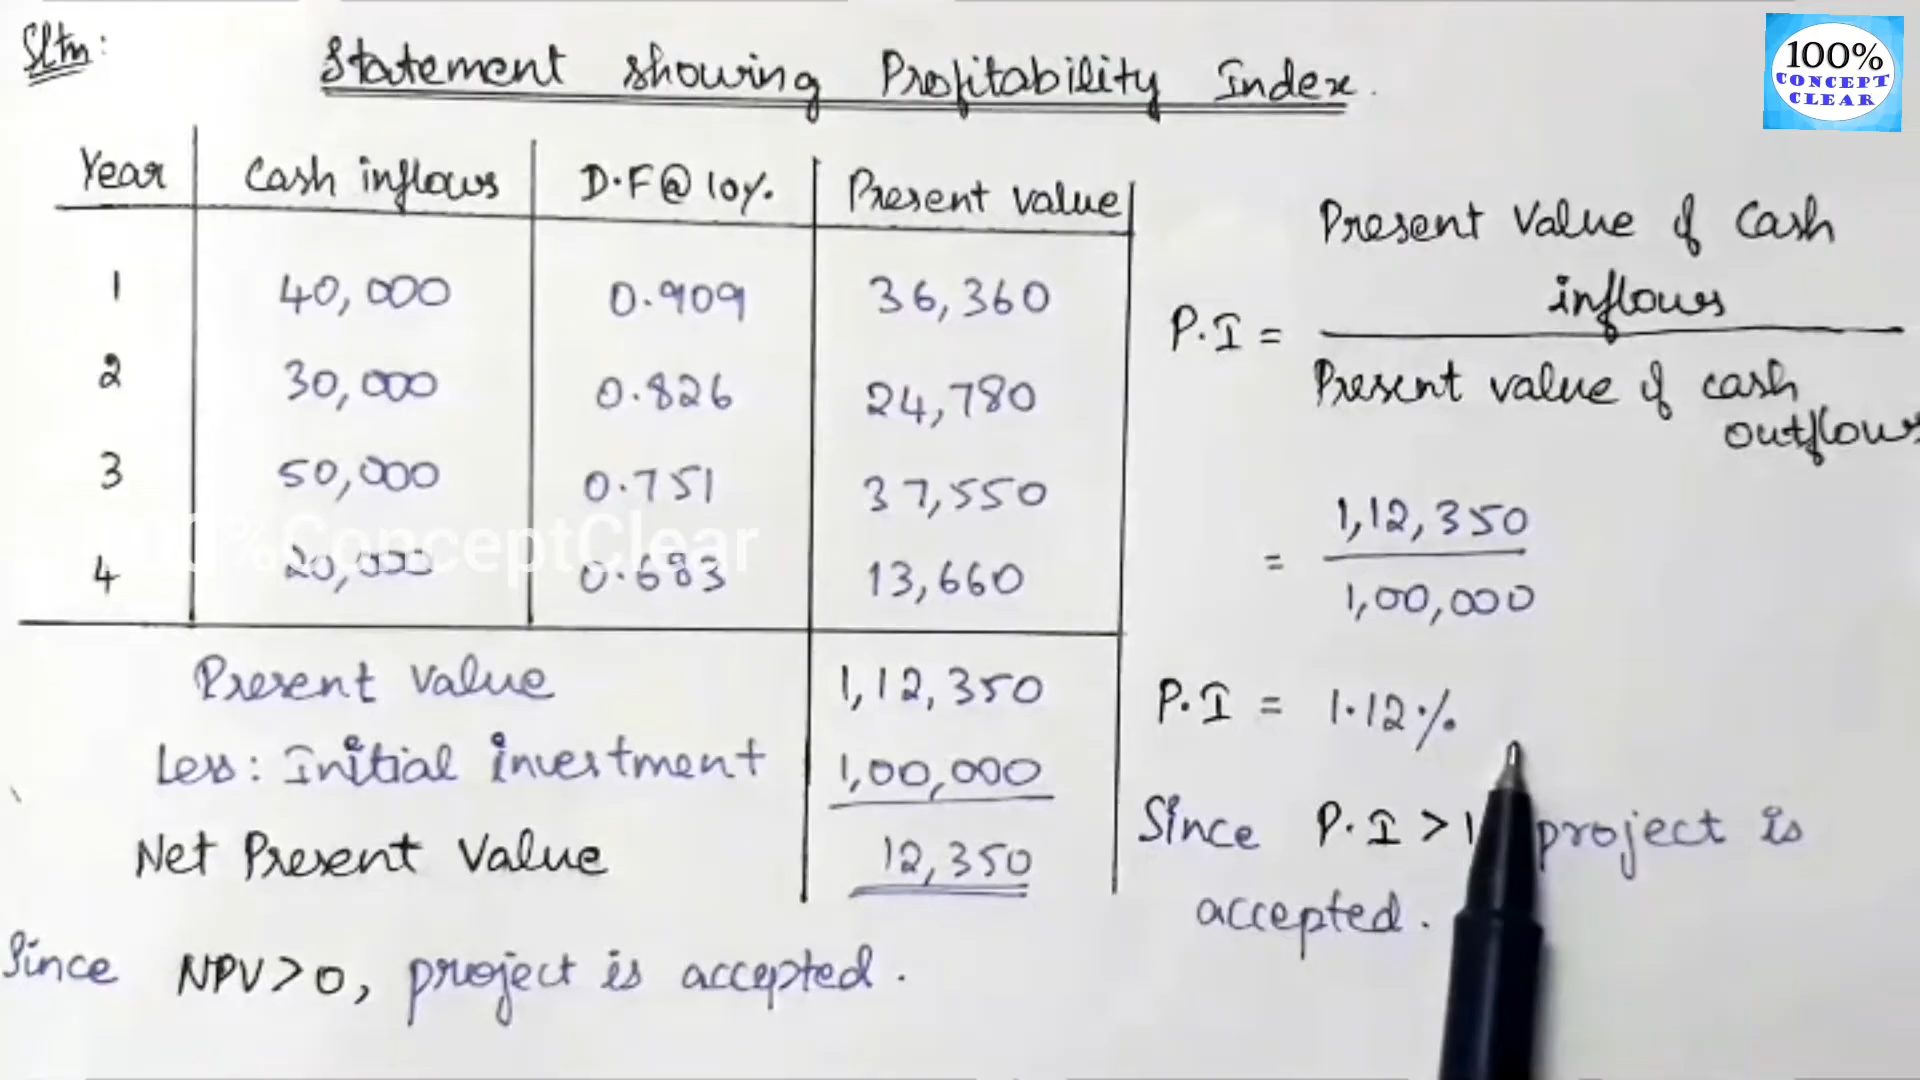 Sltn:
Statement showing Profitability Index.
100%
CONCEPT
CLEAR
Year Cash inflows D.F@10% Present value
1 40,000 0.909 36,360
2 30,000 0.826 24,780
3 50,000 0.751 37,550
100%ConceptClear
4 20,000 0.683 13,660
Present Value 1,12,350
Less: Initial investment 1,00,000
Net Present Value 12,350
Since NPV>0, project is accepted.
Present Value of Cash
inflows
P.I =
Present value of cash
outflows
= 1,12,350
1,00,000
P.I = 1.12%
Since P.I > 1 project is
accepted.